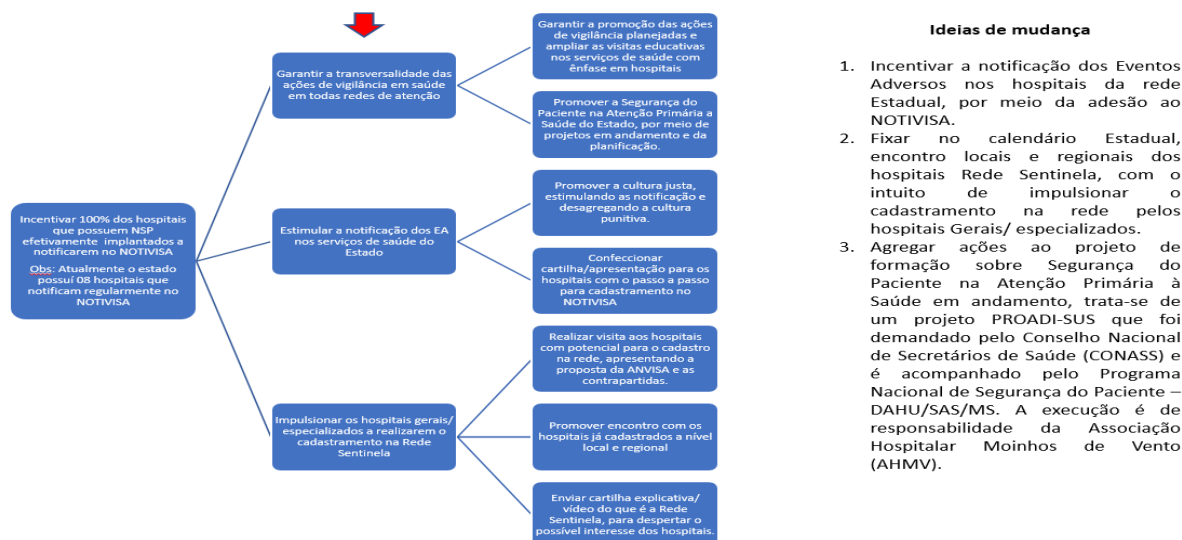 Incentivar 100% dos hospitais
que possuem NSP
efetivamente implantados a
notificarem no NOTIVISA
Obs: Atualmente o estado
possuí 08 hospitais que
notificam regularmente no
NOTIVISA
Garantir a transversalidade das
ações de vigilância em saúde
em todas redes de atenção
Garantir a promoção das ações
de vigilância planejadas e
ampliar as visitas educativas
nos serviços de saúde com
ênfase em hospitais
Promover a Segurança do
Paciente na Atenção Primária a
Saúde do Estado, por meio de
projetos em andamento e da
planificação.
Estimular a notificação dos EA
nos serviços de saúde do
Estado
Promover a cultura justa,
estimulando as notificação e
desagregando a cultura
punitiva.
Confeccionar
cartilha/apresentação para os
hospitais com o passo a passo
para cadastramento no
NOTIVISA
Impulsionar os hospitais gerais/
especializados a realizarem o
cadastramento na Rede
Sentinela
Realizar visita aos hospitais
com potencial para o cadastro
na rede, apresentando a
proposta da ANVISA e as
contrapartidas.
Promover encontro com os
hospitais já cadastrados a nível
local e regional
Enviar cartilha explicativa/
vídeo do que é a Rede
Sentinela, para despertar o
possível interesse dos hospitais.
Ideias de mudança
1. Incentivar a notificação dos Eventos
Adversos nos hospitais da rede
Estadual, por meio da adesão ao
NOTIVISA.
2. Fixar no calendário Estadual,
encontro locais e regionais dos
hospitais Rede Sentinela, com o
intuito de impulsionar o
cadastramento na rede pelos
hospitais Gerais/ especializados.
3. Agregar ações ao projeto de
formação sobre Segurança do
Paciente na Atenção Primária à
Saúde em andamento, trata-se de
um projeto PROADI-SUS que foi
demandado pelo Conselho Nacional
de Secretários de Saúde (CONASS) e
é acompanhado pelo Programa
Nacional de Segurança do Paciente –
DAHU/SAS/MS. A execução é de
responsabilidade da Associação
Hospitalar Moinhos de Vento
(AHMV).